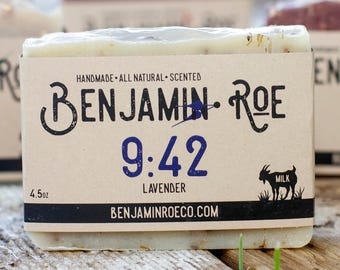 HANDMADE • ALL NATURAL • SCENTED
BENJAMIN ROE
9:42
LAVENDER
4.5oz
MILK
BENJAMINROECO.COM